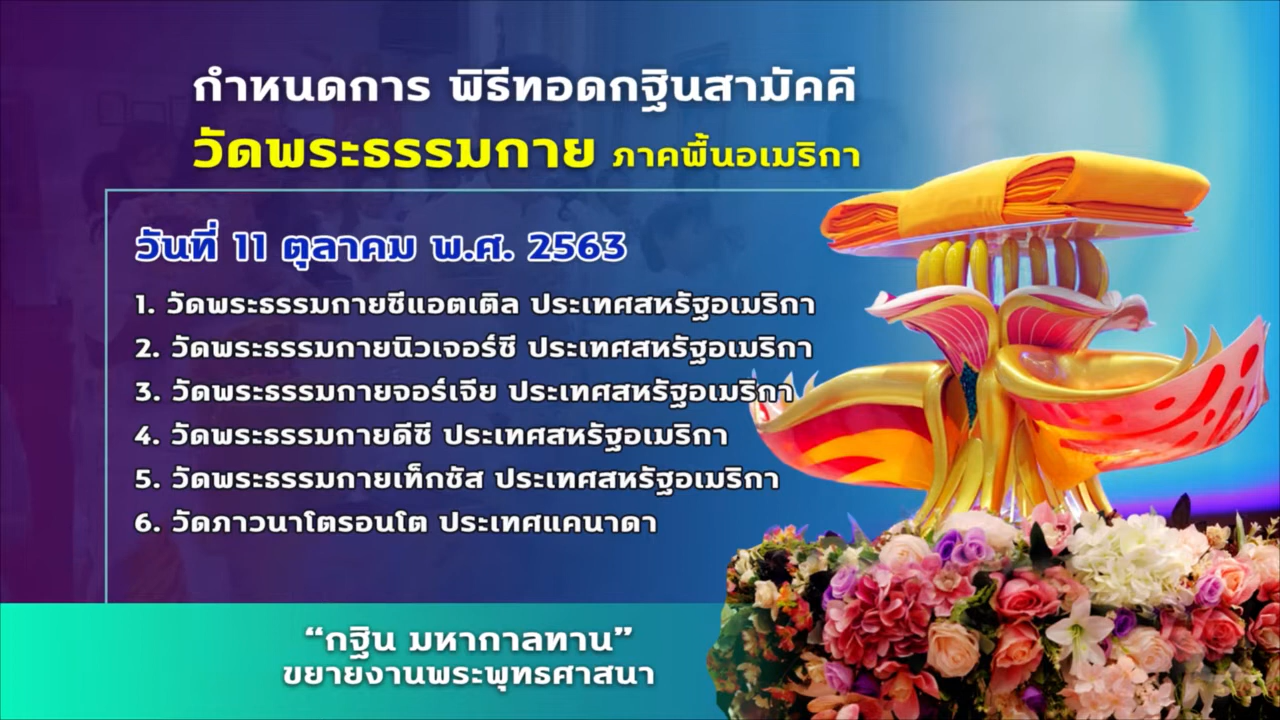 กำหนดการ พิธีทอดกฐินสามัคคี
วัดพระธรรมกาย ภาคพื้นอเมริกา
วันที่ 11 ตุลาคม พ.ศ. 2563
1. วัดพระธรรมกายซีแอตเติล ประเทศสหรัฐอเมริกา
2. วัดพระธรรมกายนิวเจอร์ซี ประเทศสหรัฐอเมริกา
3. วัดพระธรรมกายจอร์เจีย ประเทศสหรัฐอเมริกา
4. วัดพระธรรมกายดีซี ประเทศสหรัฐอเมริกา
5. วัดพระธรรมกายเท็กซัส ประเทศสหรัฐอเมริกา
6. วัดภาวนาโตรอนโต ประเทศแคนาดา
“กฐิน มหากาลทาน”
ขยายงานพระพุทธศาสนา